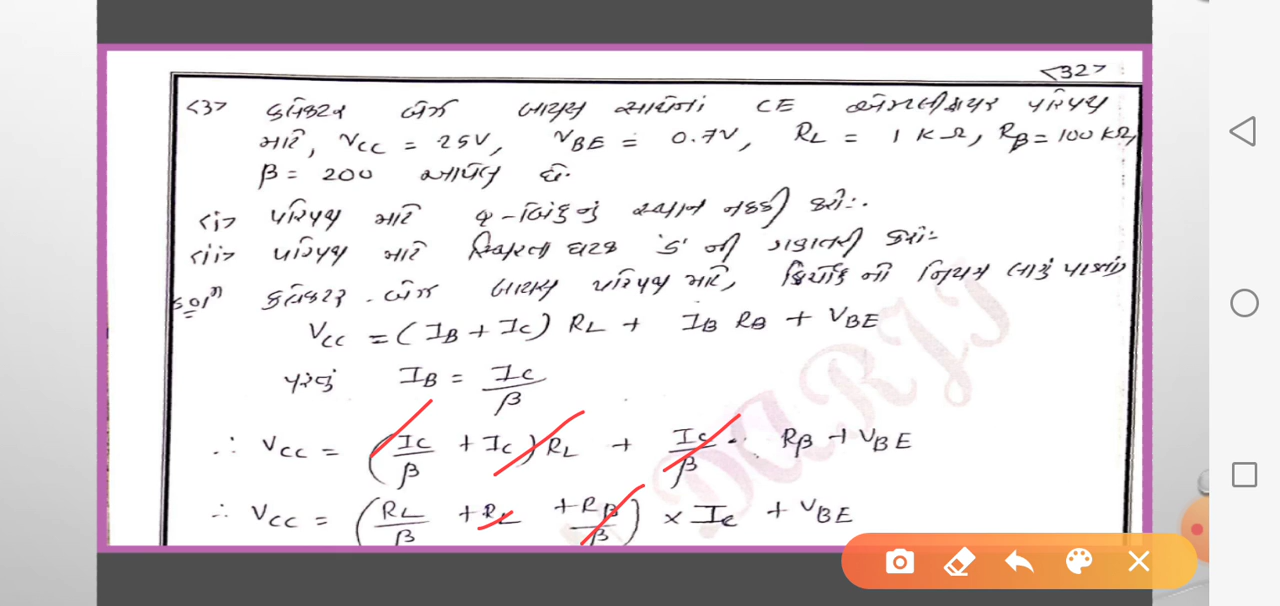 <32>
<3> કલેક્ટર બેઝ બાયસ સાથેનાં CE એમ્પ્લીફાયર પરિપથ
માટે, VCC = 25V, VBE = 0.7V, RL = 1 KΩ, RB = 100 KΩ,
β = 200 આપેલ છે.
<i> પરિપથ માટે Q-બિંદુનું સ્થાન નક્કી કરો:.
<ii> પરિપથ માટે સ્થિરતા ઘટક 'S' ની ગણતરી કરો:
કલેક્ટર - બેઝ બાયસ પરિપથ માટે, કિર્ચોફ નો નિયમ લાગું પાડતાં
VCC = (IB + IC) RL + IB RB + VBE
પરંતું IB = IC/β
∴ VCC = (IC/β + IC) RL + IC/β · Rβ + VBE
∴ VCC = (RL/β + RL + RB/β) × IC + VBE
DARJI